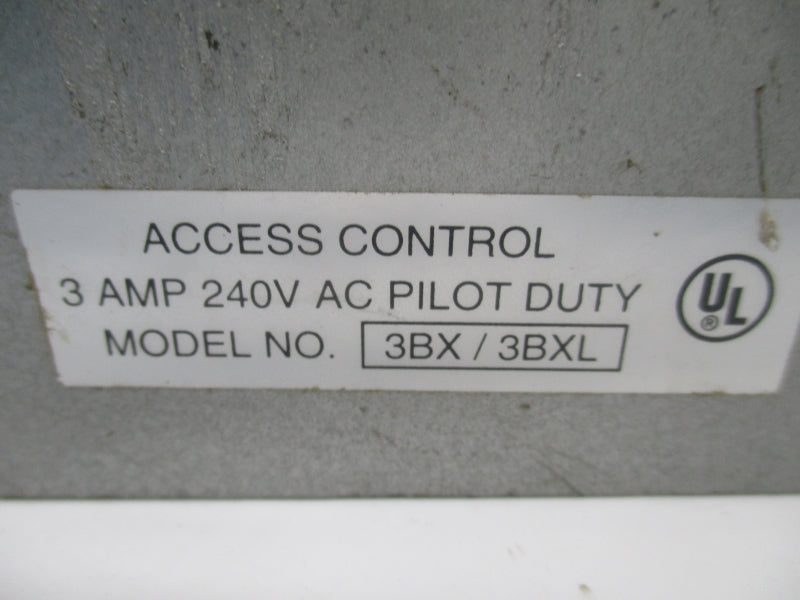 ACCESS CONTROL
3 AMP 240V AC PILOT DUTY
MODEL NO. 3BX / 3BXL
UL ®